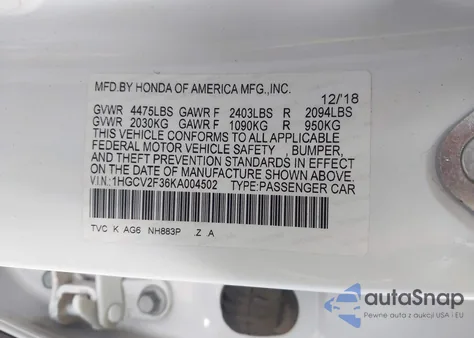 MFD.BY HONDA OF AMERICA MFG.,INC.
12/'18
GVWR 4475LBS GAWR F 2403LBS R 2094LBS
GVWR 2030KG GAWR F 1090KG R 950KG
THIS VEHICLE CONFORMS TO ALL APPLICABLE
FEDERAL MOTOR VEHICLE SAFETY , BUMPER,
AND THEFT PREVENTION STANDARDS IN EFFECT
ON THE DATE OF MANUFACTURE SHOWN ABOVE.
V.I.N.:1HGCV2F36KA004502 TYPE:PASSENGER CAR
TVC K AG6 NH883P .Z .A
autoSnap
Pewne auta z aukcji USA i EU